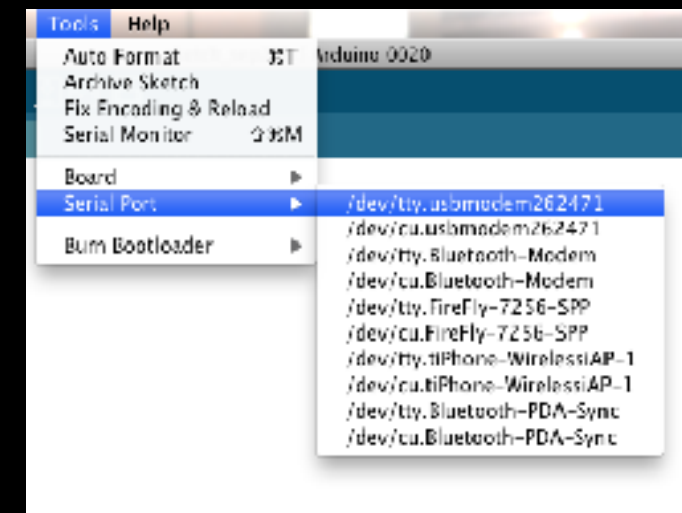 Tools Help
Arduino 0020
Auto Format ⌘T
Archive Sketch
Fix Encoding & Reload
Serial Monitor ⇧⌘M
Board
Serial Port
Burn Bootloader
/dev/tty.usbmodem262471
/dev/cu.usbmodem262471
/dev/tty.Bluetooth-Modem
/dev/cu.Bluetooth-Modem
/dev/tty.FireFly-7256-SPP
/dev/cu.FireFly-7256-SPP
/dev/tty.tiPhone-WirelessiAP-1
/dev/cu.tiPhone-WirelessiAP-1
/dev/tty.Bluetooth-PDA-Sync
/dev/cu.Bluetooth-PDA-Sync